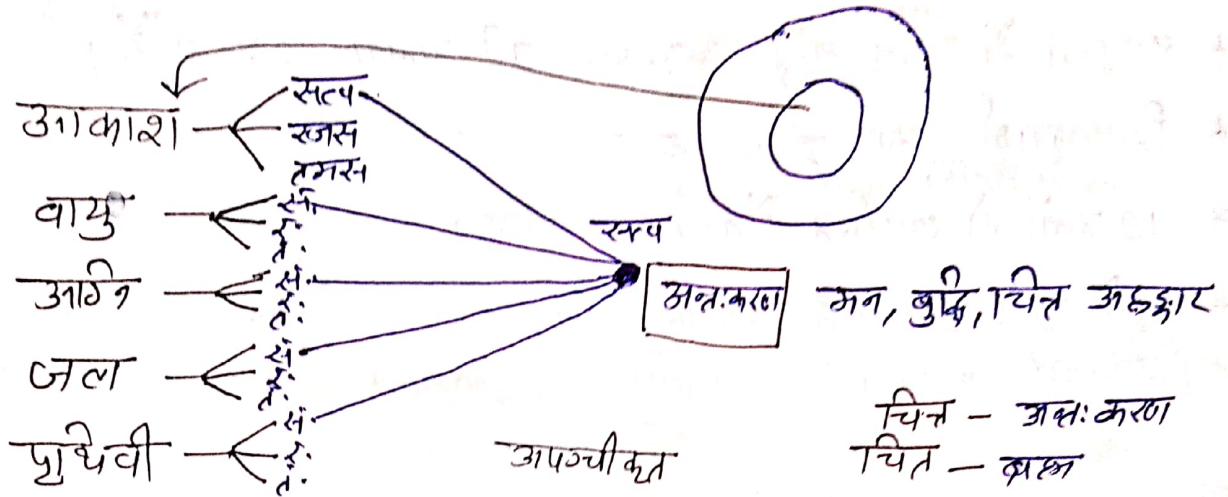 आकाश
सत्व
रजस
तमस
वायु
स:
र:
त:
सत्व
अग्नि
स:
र:
त:
अन्त:करण
मन, बुद्धि, चित्त अहङ्कार
जल
स:
र:
त:
चित्त - अन्त:करण
पृथिवी
स:
र:
त:
अपञ्चीकृत
चित - ब्रह्म